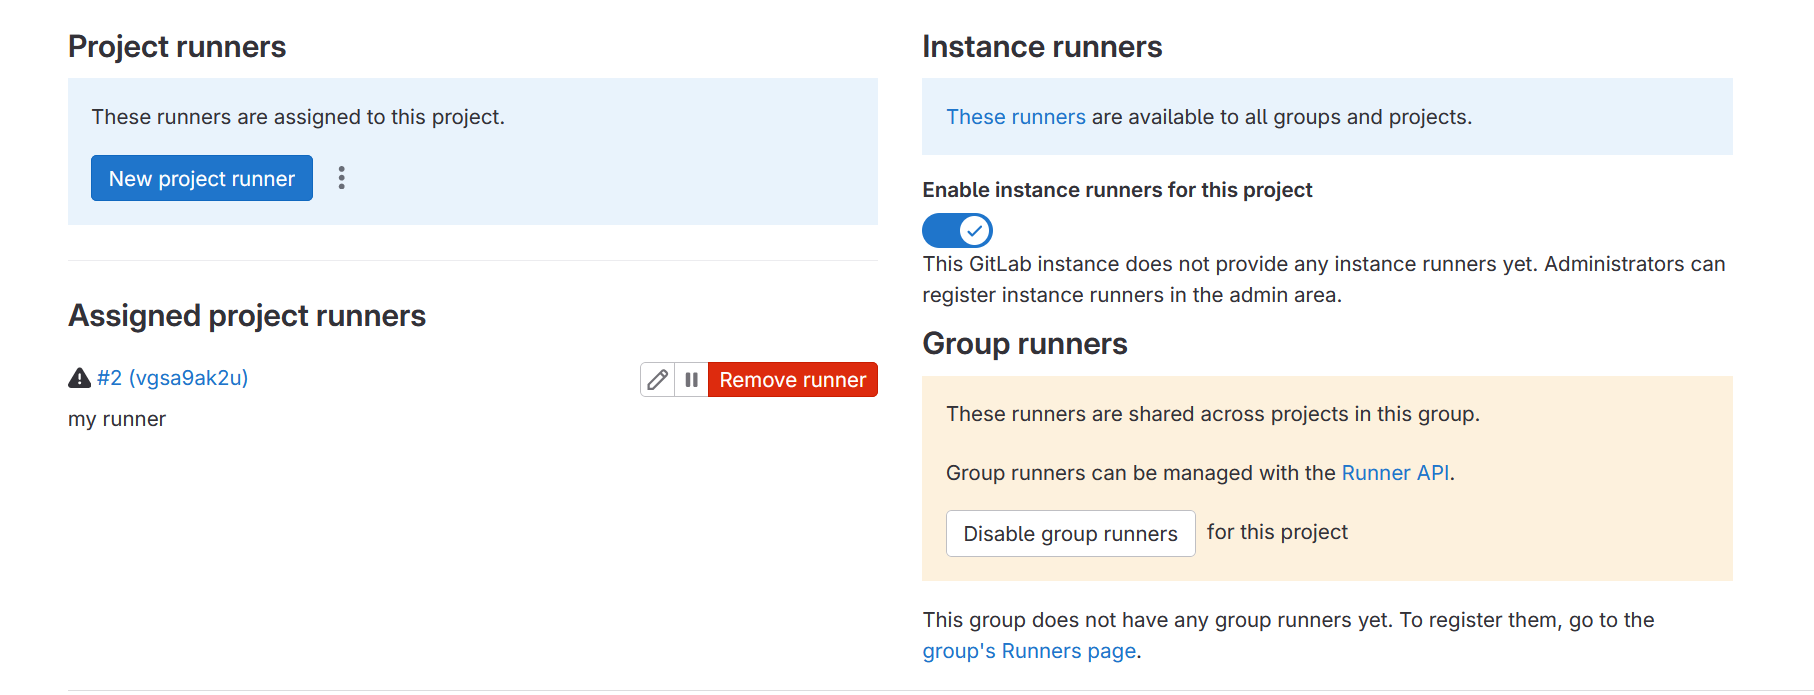 Project runners
These runners are assigned to this project.
New project runner
Assigned project runners
#2 (vgsa9ak2u)
Remove runner
my runner
Instance runners
These runners are available to all groups and projects.
Enable instance runners for this project
This GitLab instance does not provide any instance runners yet. Administrators can
register instance runners in the admin area.
Group runners
These runners are shared across projects in this group.
Group runners can be managed with the Runner API.
Disable group runners for this project
This group does not have any group runners yet. To register them, go to the
group's Runners page.